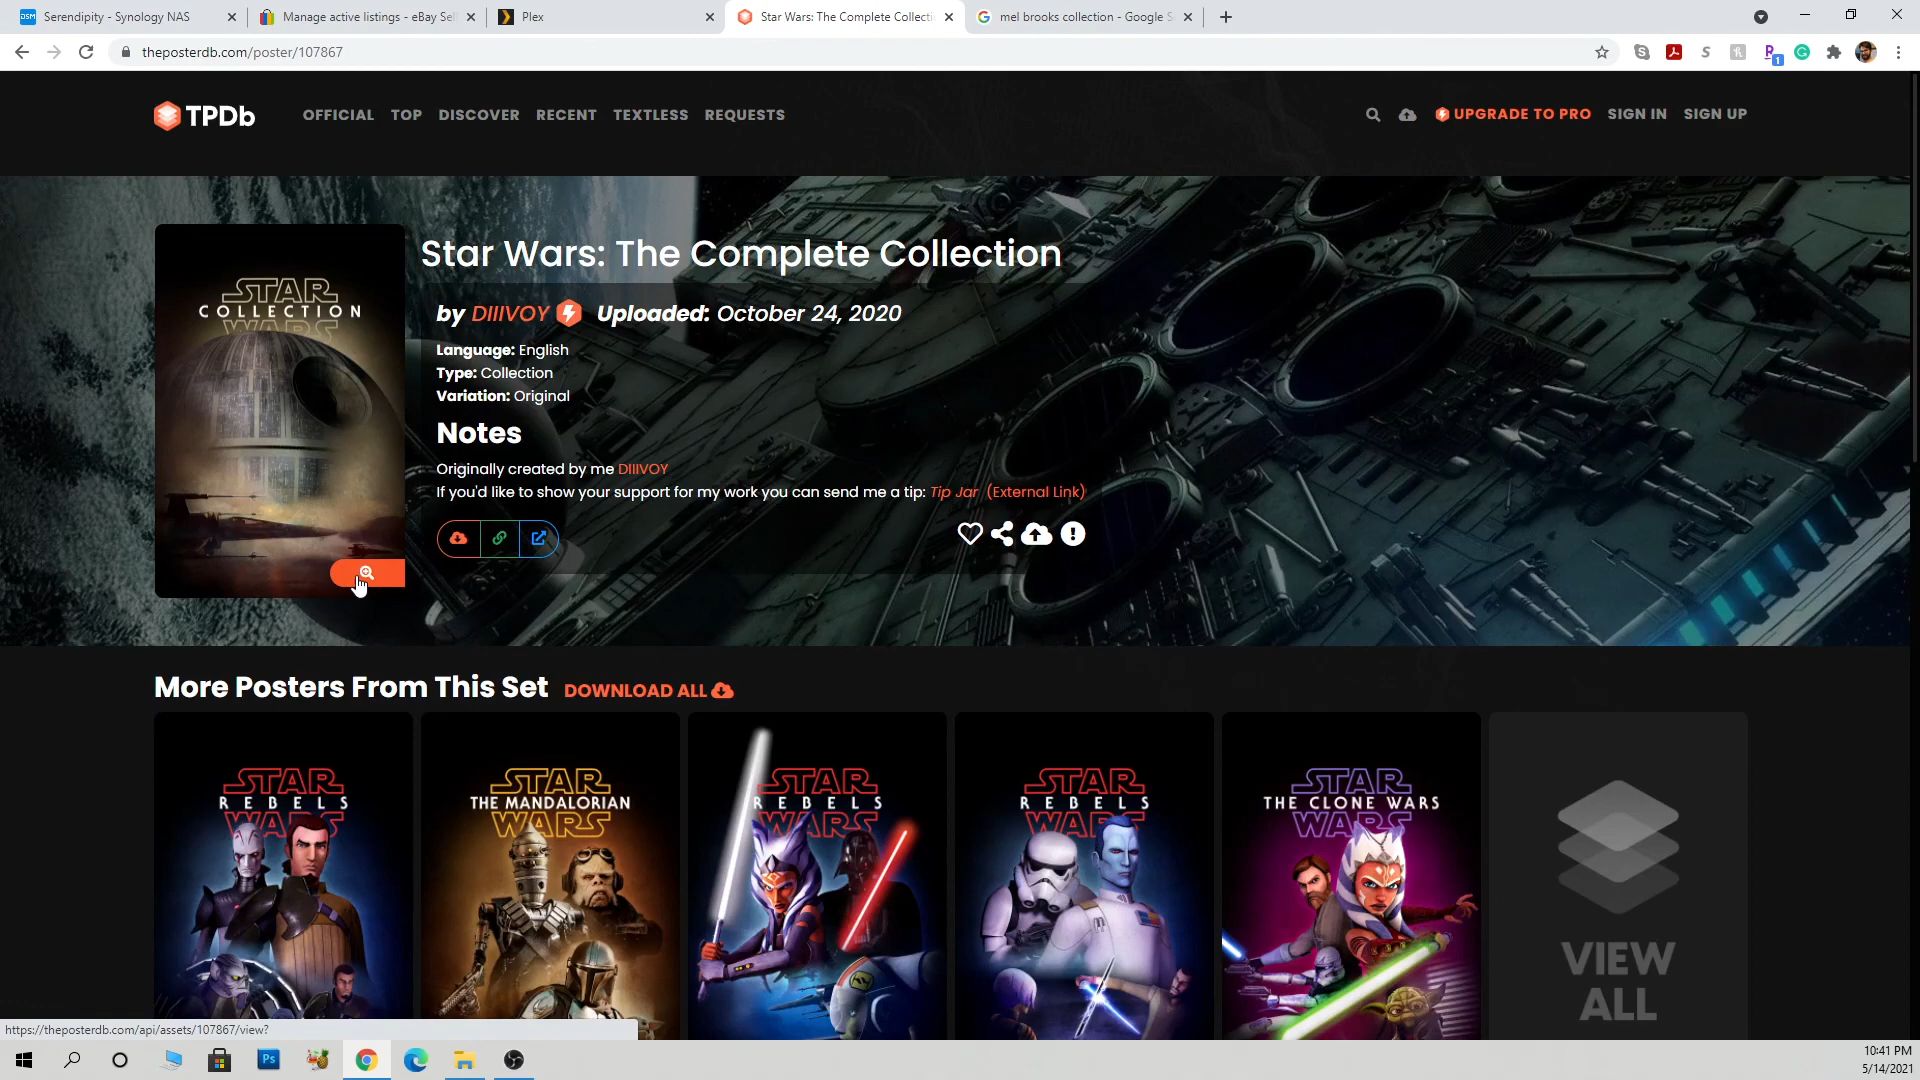 Serendipity - Synology NAS
Manage active listings - eBay Sel
Plex
Star Wars: The Complete Collecti
mel brooks collection - Google S
theposterdb.com/poster/107867
1
TPDb
OFFICIAL TOP DISCOVER RECENT TEXTLESS REQUESTS
UPGRADE TO PRO SIGN IN SIGN UP
STAR
COLLECTION
WARS
Star Wars: The Complete Collection
by DIIIVOY Uploaded: October 24, 2020
Language: English
Type: Collection
Variation: Original
Notes
Originally created by me DIIIVOY
If you'd like to show your support for my work you can send me a tip: Tip Jar (External Link)
More Posters From This Set DOWNLOAD ALL
STAR
REBELS
WARS
STAR
THE MANDALORIAN
WARS
STAR
REBELS
WARS
STAR
REBELS
WARS
STAR
THE CLONE WARS
WARS
VIEW
ALL
https://theposterdb.com/api/assets/107867/view?
Ps
10:41 PM
5/14/2021